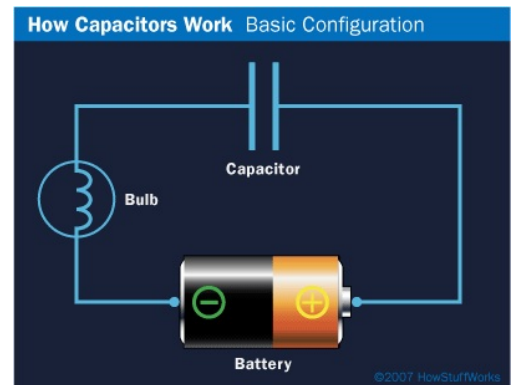 How Capacitors Work Basic Configuration
Capacitor
Bulb
Battery
©2007 HowStuffWorks